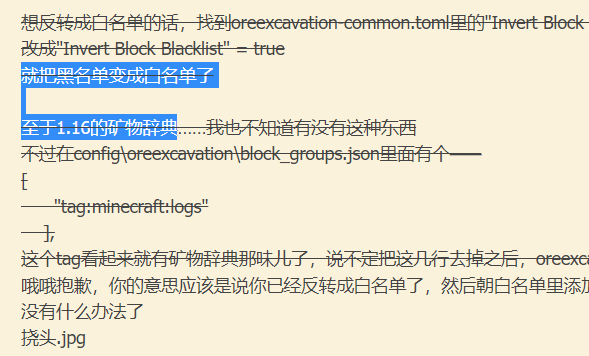 想反转成白名单的话，找到oreexcavation-common.toml里的"Invert Block
改成"Invert Block Blacklist" = true
就把黑名单变成白名单了
至于1.16的矿物辞典……我也不知道有没有这种东西
不过在config\oreexcavation\block_groups.json里面有个——
[
"tag:minecraft:logs"
],
这个tag看起来就有矿物辞典那味儿了，说不定把这几行去掉之后，oreexca
哦哦抱歉，你的意思应该是说你已经反转成白名单了，然后朝白名单里添加
没有什么办法了
挠头.jpg